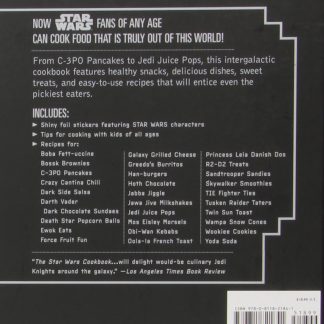 NOW STAR WARS FANS OF ANY AGE
CAN COOK FOOD THAT IS TRULY OUT OF THIS WORLD!
From C-3PO Pancakes to Jedi Juice Pops, this intergalactic
cookbook features healthy snacks, delicious dishes, sweet
treats, and easy-to-use recipes that will entice even the
pickiest eaters.
INCLUDES:
Shiny foil stickers featuring STAR WARS characters
Tips for cooking with kids of all ages
Recipes for:
Boba Fett-uccine
Bossk Brownies
C-3PO Pancakes
Crazy Cantina Chili
Dark Side Salsa
Darth Vader
Dark Chocolate Sundaes
Death Star Popcorn Balls
Ewok Eats
Force Fruit Fun
Galaxy Grilled Cheese
Greedo's Burritos
Han-burgers
Hoth Chocolate
Jabba Jiggle
Jawa Jive Milkshakes
Jedi Juice Pops
Mos Eisley Morsels
Obi-Wan Kebobs
Oola-la French Toast
Princess Leia Danish Dos
R2-D2 Treats
Sandtrooper Sandies
Skywalker Smoothies
TIE Fighter Ties
Tusken Raider Taters
Twin Sun Toast
Wampa Snow Cones
Wookiee Cookies
Yoda Soda
"The Star Wars Cookbook...will delight would-be culinary Jedi
Knights around the galaxy." —Los Angeles Times Book Review